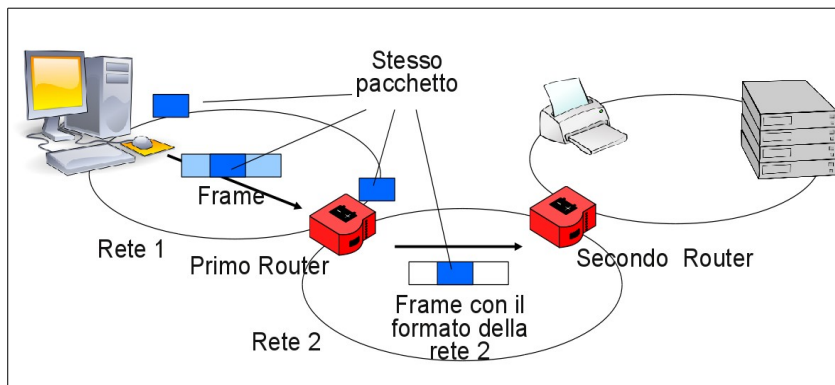 Stesso
pacchetto
Frame
Rete 1
Primo Router
Secondo Router
Frame con il
formato della
rete 2
Rete 2